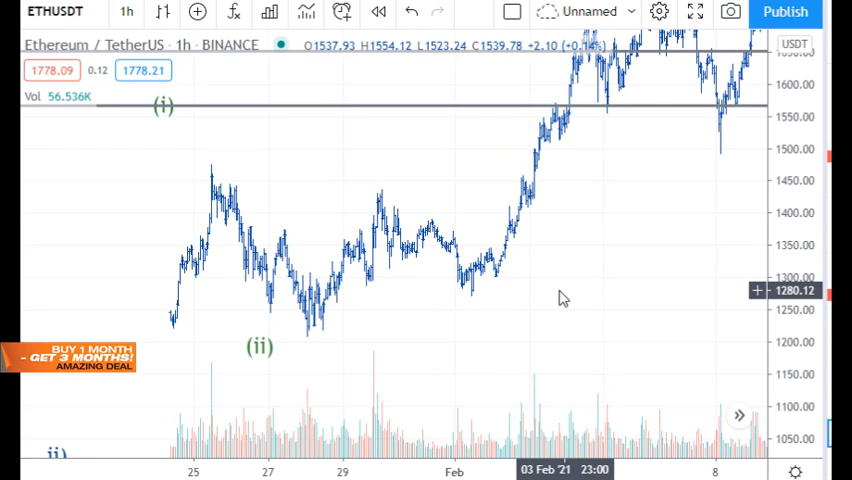 ETHUSDT 1h Unnamed Publish
Ethereum / TetherUS · 1h · BINANCE O1537.93 H1554.12 L1523.24 C1539.78 +2.10 (+0.14%) USDT
1778.09 0.12 1778.21
Vol 56.536K
(i)
1600.00
1550.00
1500.00
1450.00
1400.00
1350.00
1300.00
1280.12
1200.00
(ii)
BUY 1 MONTH
- GET 3 MONTHS!
AMAZING DEAL
1150.00
1100.00
1050.00
ii)
25 27 29 Feb 03 Feb '21 23:00 8